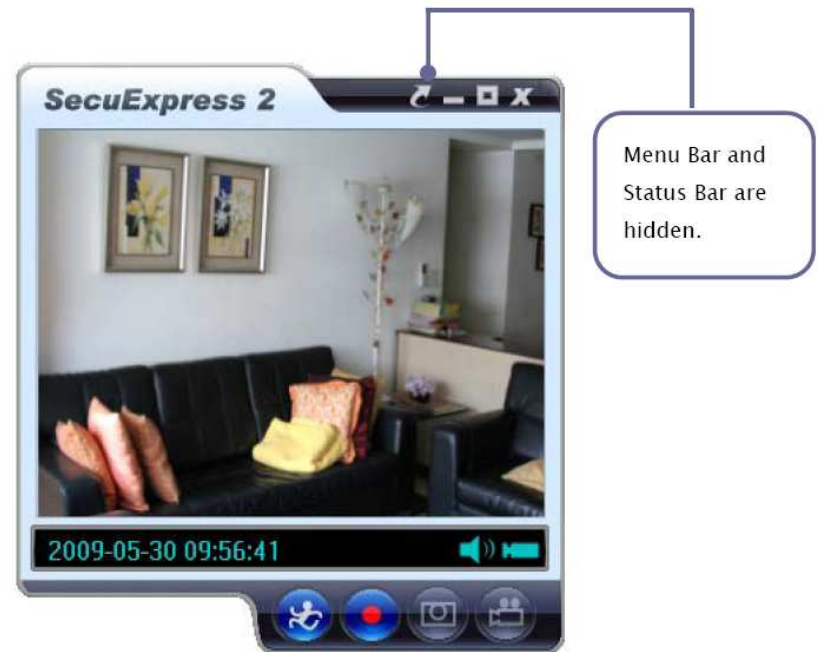 SecuExpress 2
Menu Bar and
Status Bar are
hidden.
2009-05-30 09:56:41